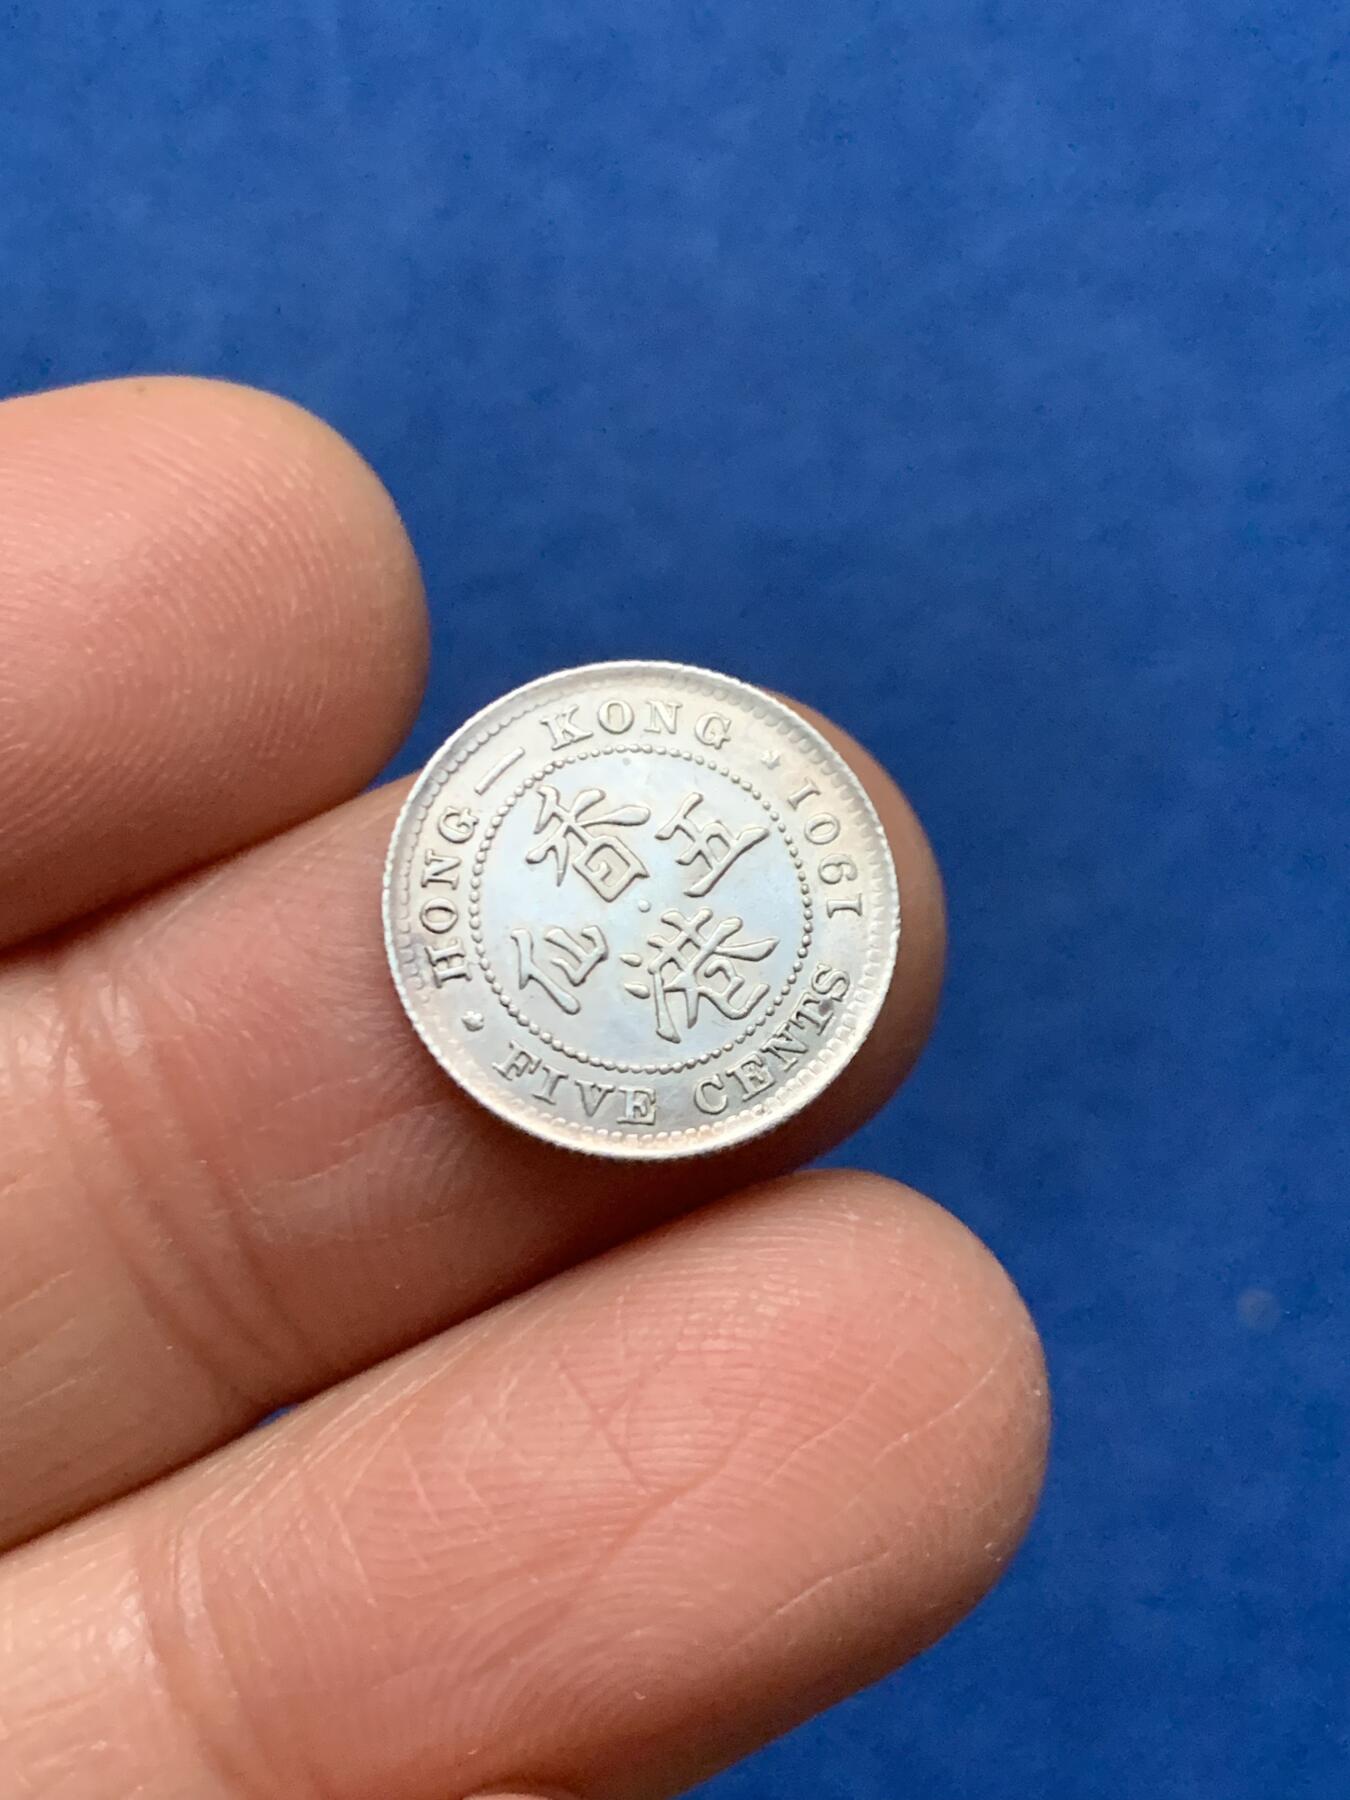 HONG–KONG
FIVE CENTS 1901
香港
五仙